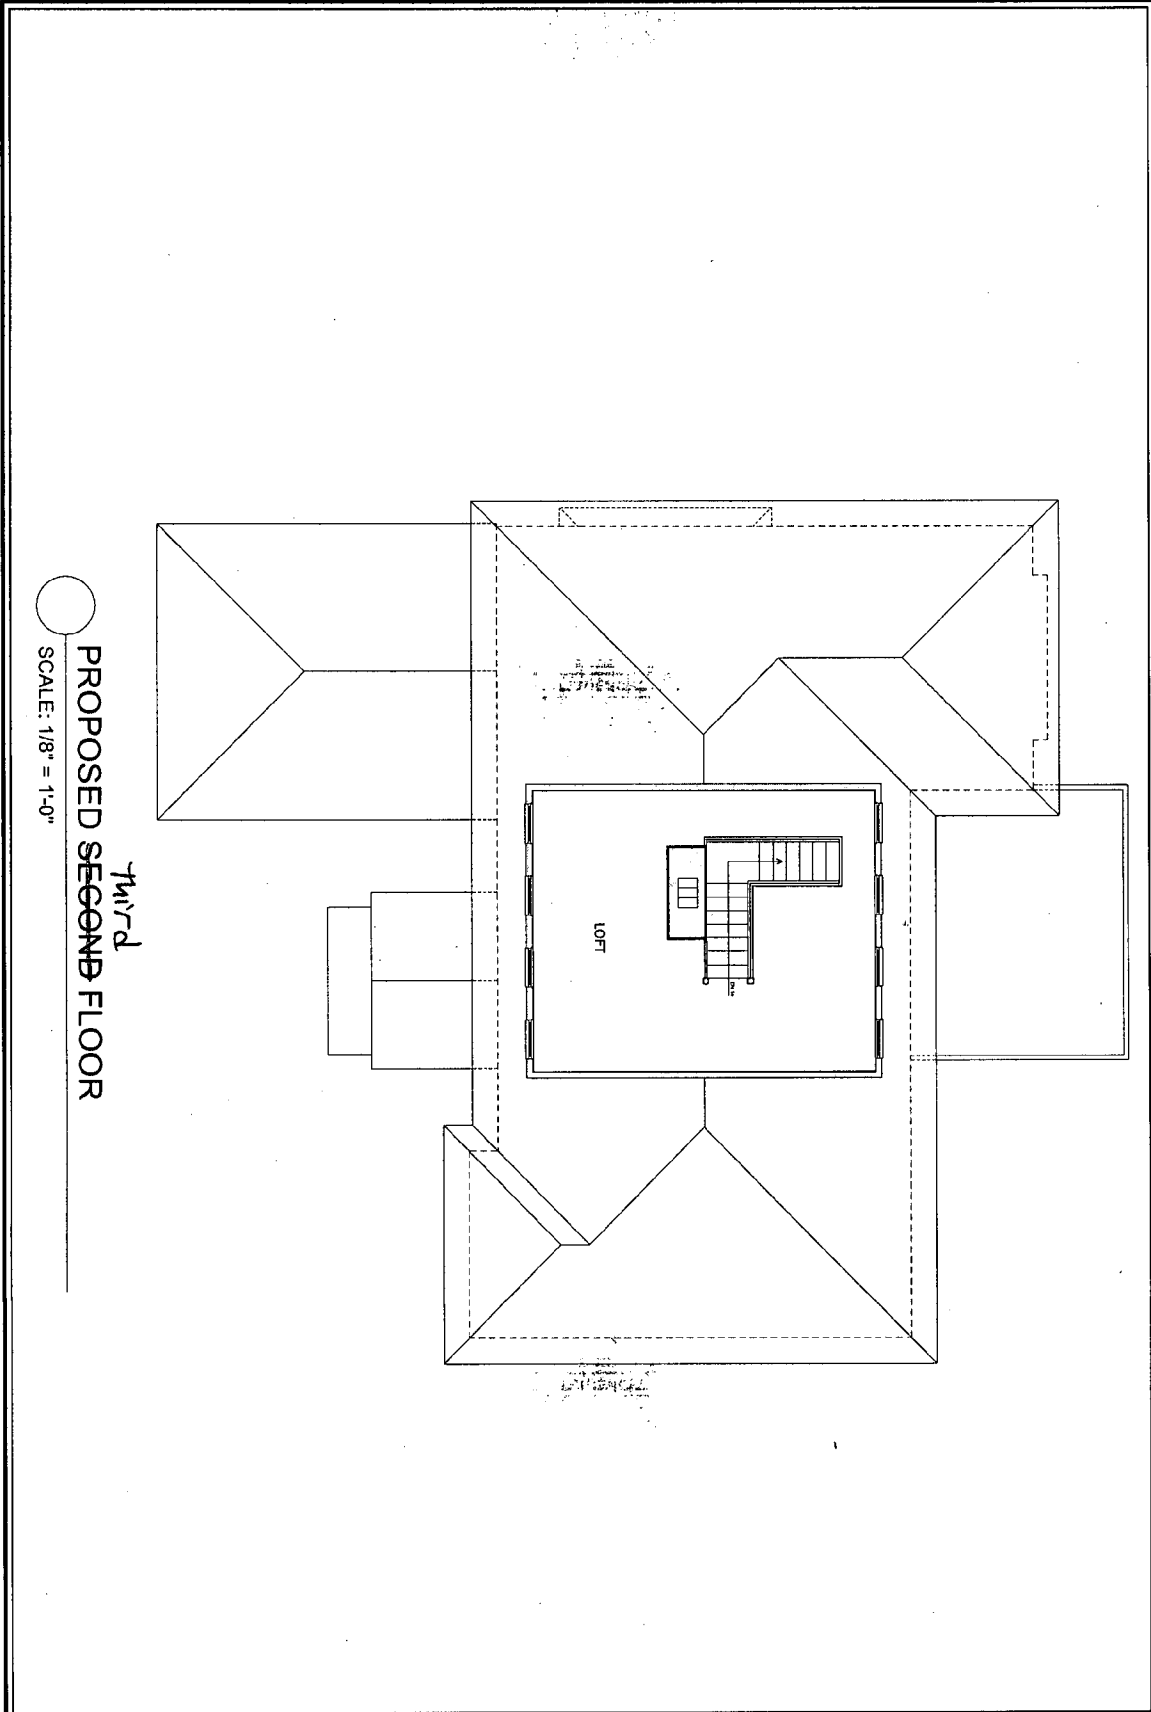 LOFT
Third
PROPOSED SECOND FLOOR
SCALE: 1/8" = 1'-0"